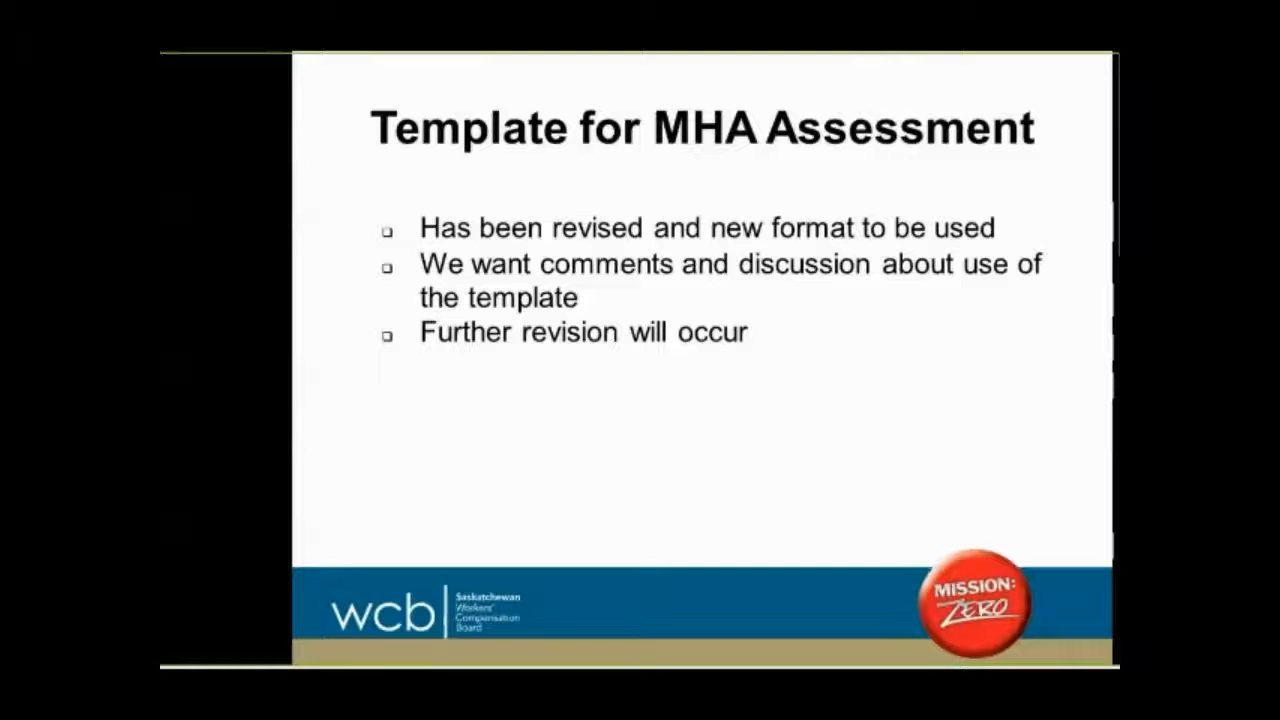 Template for MHA Assessment
❑ Has been revised and new format to be used
❑ We want comments and discussion about use of
the template
❑ Further revision will occur
wcb
Saskatchewan
Workers'
Compensation
Board
MISSION:
ZERO